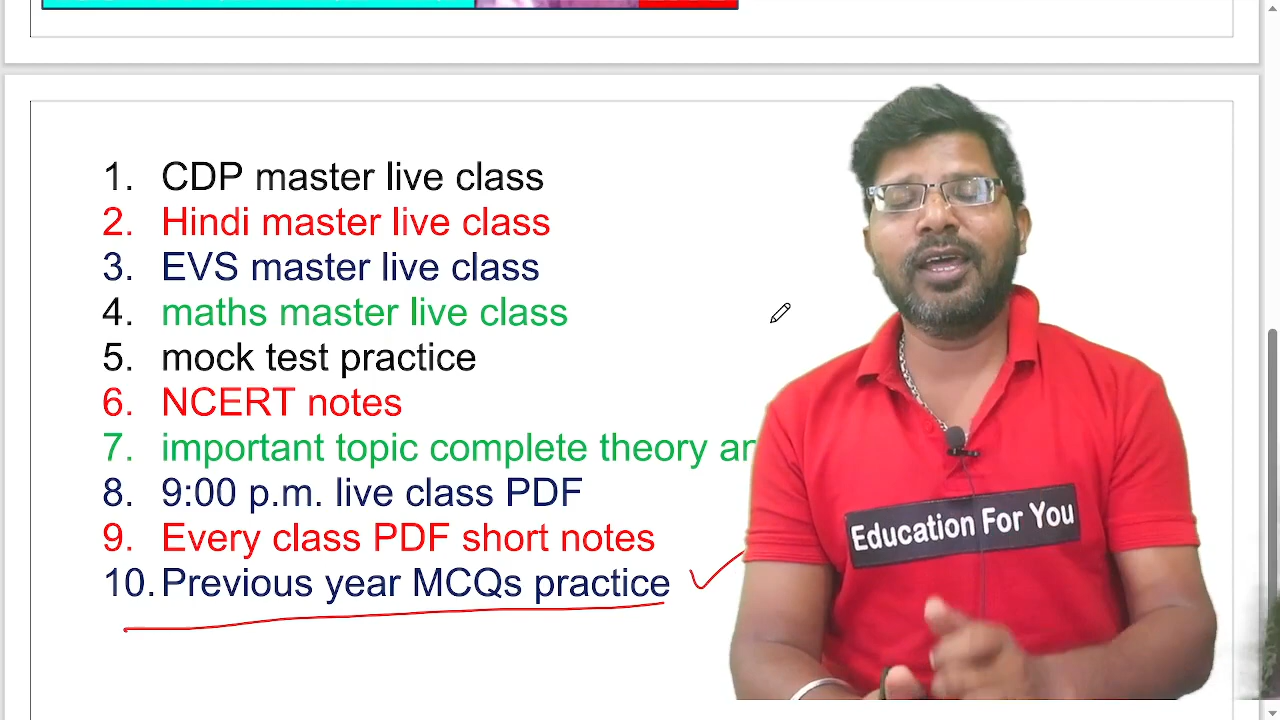 1. CDP master live class
2. Hindi master live class
3. EVS master live class
4. maths master live class
5. mock test practice
6. NCERT notes
7. important topic complete theory
8. 9:00 p.m. live class PDF
9. Every class PDF short notes
10. Previous year MCQs practice
Education For You